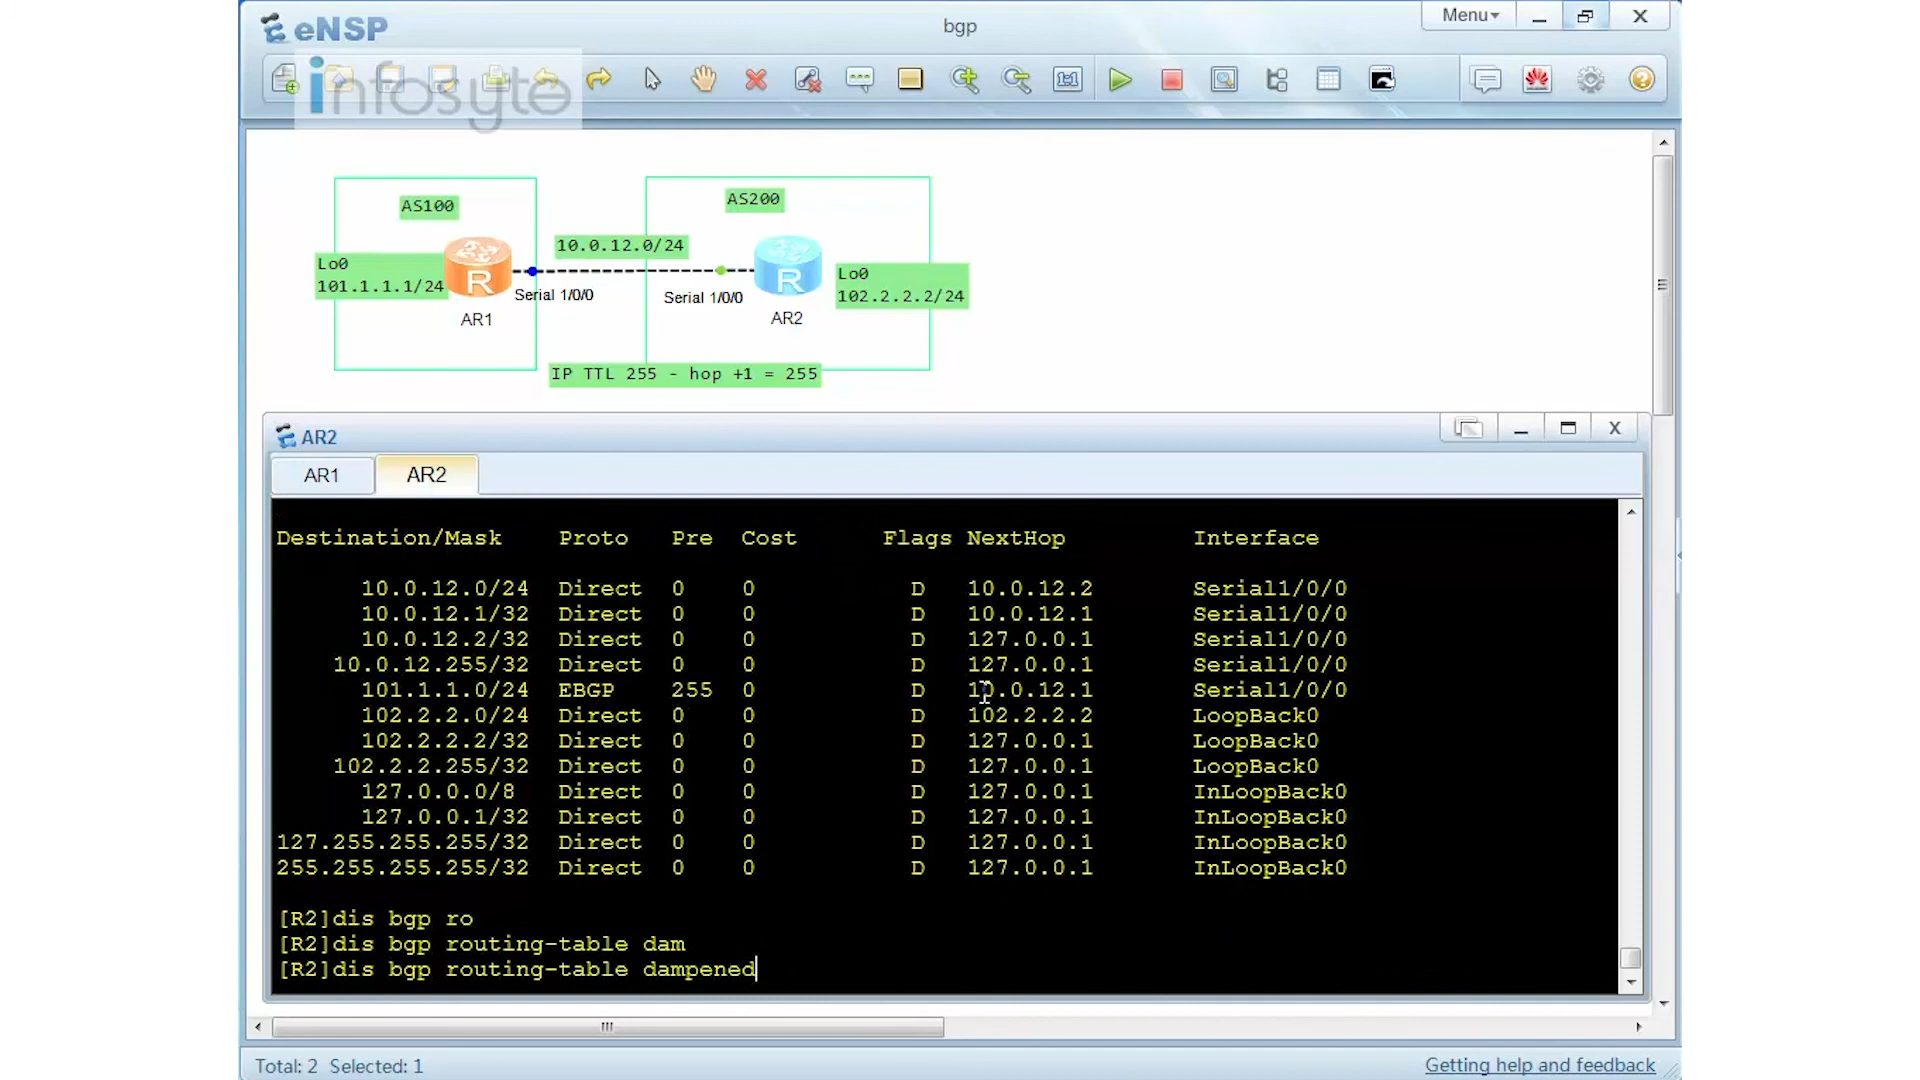 eNSP
bgp
Menu
infosyte
1:1
AS100
AS200
10.0.12.0/24
Lo0
101.1.1.1/24
R
R
Lo0
102.2.2.2/24
Serial 1/0/0
Serial 1/0/0
AR1
AR2
IP TTL 255 - hop +1 = 255
AR2
AR1
AR2
Destination/Mask Proto Pre Cost Flags NextHop Interface
10.0.12.0/24 Direct 0 0 D 10.0.12.2 Serial1/0/0
10.0.12.1/32 Direct 0 0 D 10.0.12.1 Serial1/0/0
10.0.12.2/32 Direct 0 0 D 127.0.0.1 Serial1/0/0
10.0.12.255/32 Direct 0 0 D 127.0.0.1 Serial1/0/0
101.1.1.0/24 EBGP 255 0 D 10.0.12.1 Serial1/0/0
102.2.2.0/24 Direct 0 0 D 102.2.2.2 LoopBack0
102.2.2.2/32 Direct 0 0 D 127.0.0.1 LoopBack0
102.2.2.255/32 Direct 0 0 D 127.0.0.1 LoopBack0
127.0.0.0/8 Direct 0 0 D 127.0.0.1 InLoopBack0
127.0.0.1/32 Direct 0 0 D 127.0.0.1 InLoopBack0
127.255.255.255/32 Direct 0 0 D 127.0.0.1 InLoopBack0
255.255.255.255/32 Direct 0 0 D 127.0.0.1 InLoopBack0
[R2]dis bgp ro
[R2]dis bgp routing-table dam
[R2]dis bgp routing-table dampened
Total: 2 Selected: 1
Getting help and feedback